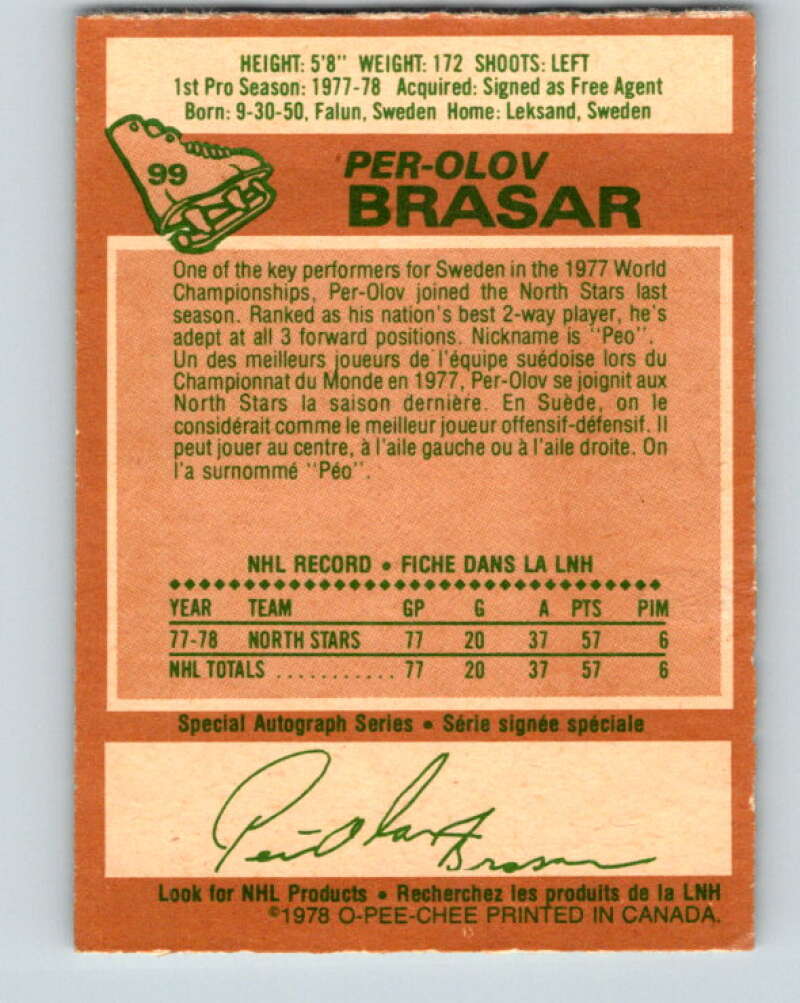 HEIGHT: 5'8" WEIGHT: 172 SHOOTS: LEFT
1st Pro Season: 1977-78 Acquired: Signed as Free Agent
Born: 9-30-50, Falun, Sweden Home: Leksand, Sweden
99
PER-OLOV
BRASAR
One of the key performers for Sweden in the 1977 World
Championships, Per-Olov joined the North Stars last
season. Ranked as his nation's best 2-way player, he's
adept at all 3 forward positions. Nickname is "Peo".
Un des meilleurs joueurs de l'équipe suédoise lors du
Championnat du Monde en 1977, Per-Olov se joignit aux
North Stars la saison dernière. En Suède, on le
considérait comme le meilleur joueur offensif-défensif. Il
peut jouer au centre, à l'aile gauche ou à l'aile droite. On
l'a surnommé "Péo".
NHL RECORD • FICHE DANS LA LNH
YEAR TEAM GP G A PTS PIM
77-78 NORTH STARS 77 20 37 57 6
NHL TOTALS ........... 77 20 37 57 6
Special Autograph Series • Série signée spéciale
Per-Olov Brasar
Look for NHL Products • Recherchez les produits de la LNH
©1978 O-PEE-CHEE PRINTED IN CANADA.